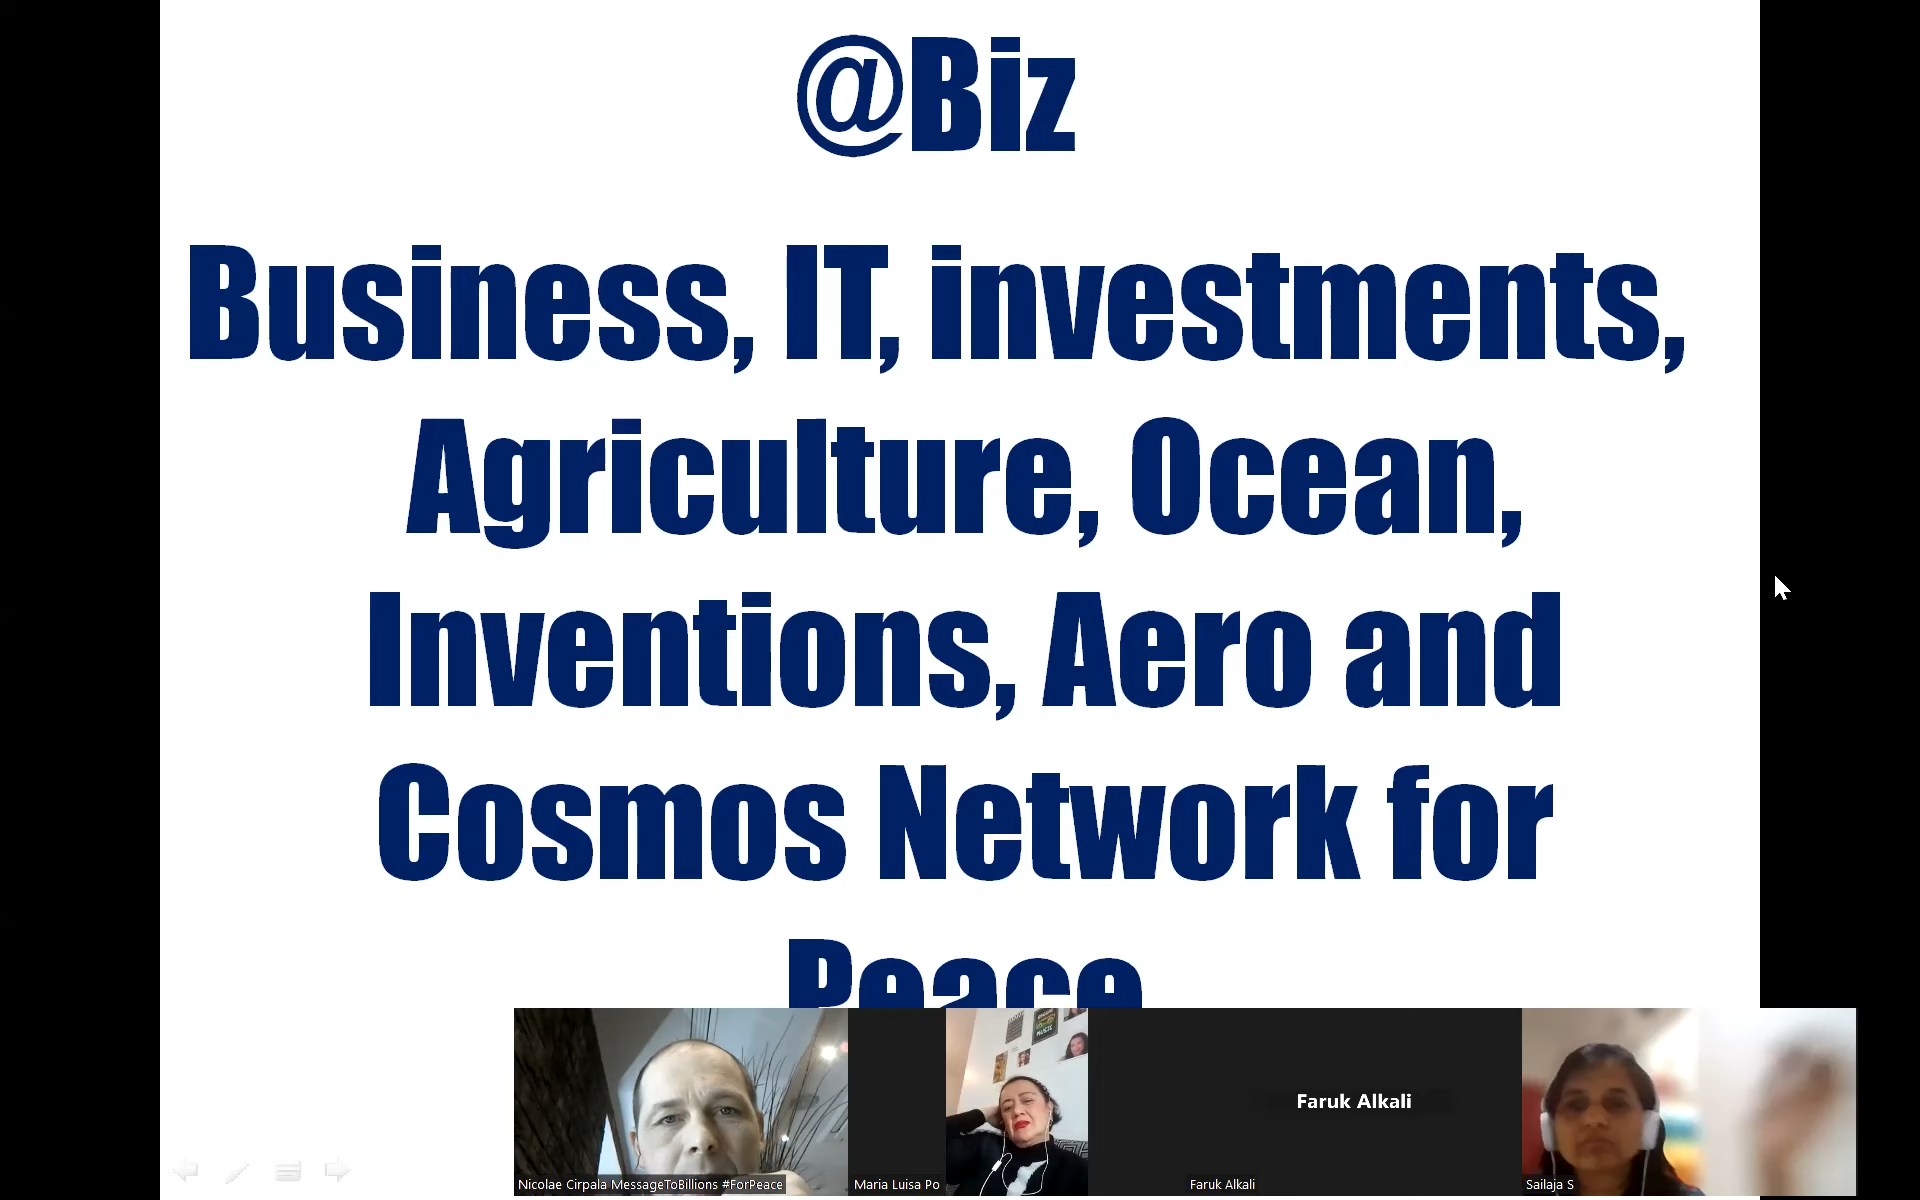 @Biz
Business, IT, investments,
Agriculture, Ocean,
Inventions, Aero and
Cosmos Network for
Peace
Faruk Alkali
Nicolae Cirpala MessageToBillions #ForPeace
Maria Luisa Po
Faruk Alkali
Sailaja S